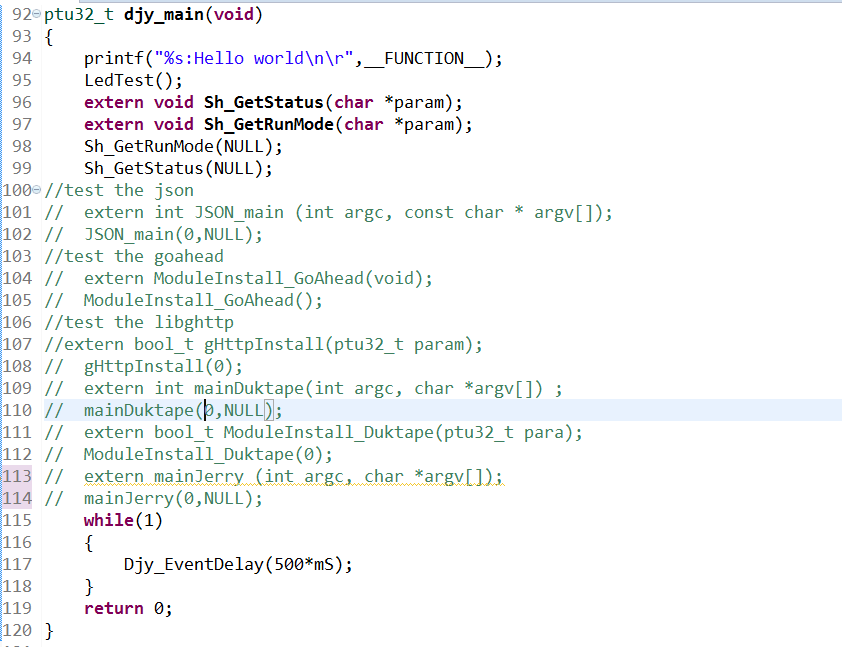 92 ptu32_t djy_main(void)
93 {
94     printf("%s:Hello world\n\r",__FUNCTION__);
95     LedTest();
96     extern void Sh_GetStatus(char *param);
97     extern void Sh_GetRunMode(char *param);
98     Sh_GetRunMode(NULL);
99     Sh_GetStatus(NULL);
100 //test the json
101 //  extern int JSON_main (int argc, const char * argv[]);
102 //  JSON_main(0,NULL);
103 //test the goahead
104 //  extern ModuleInstall_GoAhead(void);
105 //  ModuleInstall_GoAhead();
106 //test the libghttp
107 //extern bool_t gHttpInstall(ptu32_t param);
108 //  gHttpInstall(0);
109 //  extern int mainDuktape(int argc, char *argv[]) ;
110 //  mainDuktape(0,NULL);
111 //  extern bool_t ModuleInstall_Duktape(ptu32_t para);
112 //  ModuleInstall_Duktape(0);
113 //  extern mainJerry (int argc, char *argv[]);
114 //  mainJerry(0,NULL);
115     while(1)
116     {
117         Djy_EventDelay(500*mS);
118     }
119     return 0;
120 }